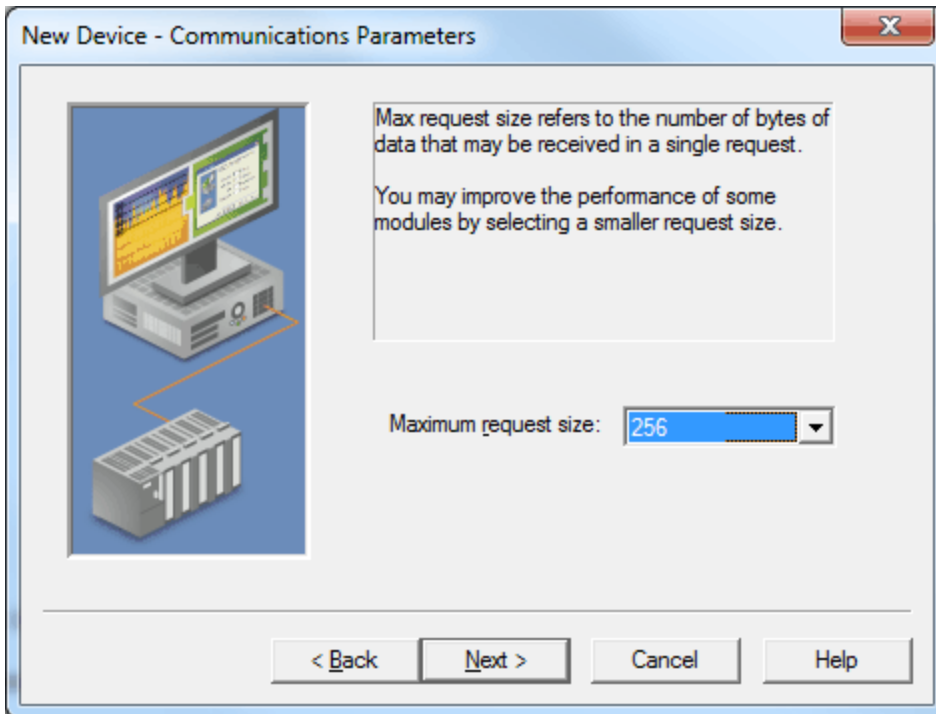 New Device - Communications Parameters
Max request size refers to the number of bytes of
data that may be received in a single request.
You may improve the performance of some
modules by selecting a smaller request size.
Maximum request size:
256
< Back
Next >
Cancel
Help